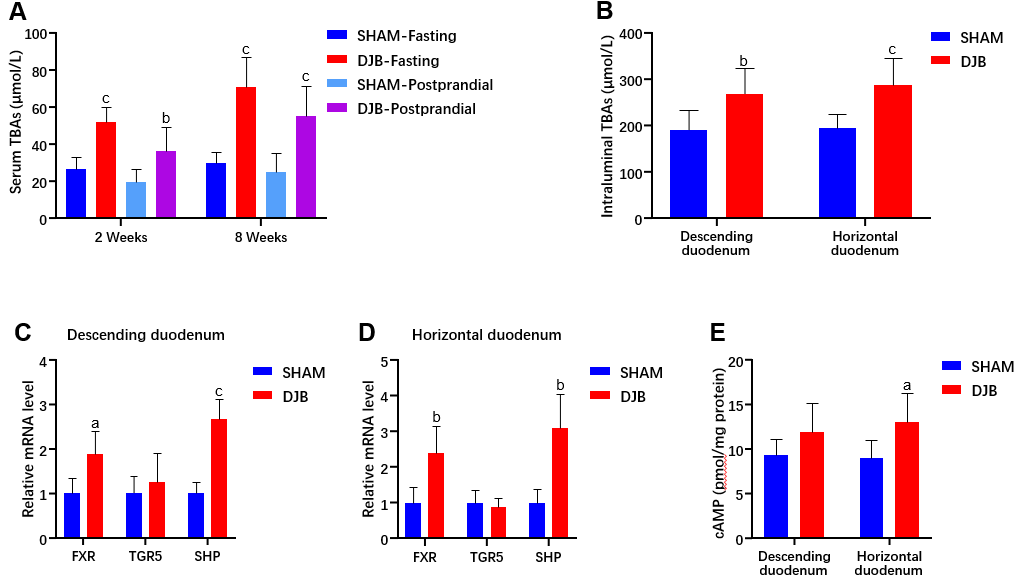 A
Serum TBAs (μmol/L)
100
80
60
40
20
0
c
b
c
c
2 Weeks
8 Weeks
SHAM-Fasting
DJB-Fasting
SHAM-Postprandial
DJB-Postprandial
B
Intraluminal TBAs (μmol/L)
400
300
200
100
0
b
c
Descending
duodenum
Horizontal
duodenum
SHAM
DJB
C
Descending duodenum
Relative mRNA level
4
3
2
1
0
a
c
FXR
TGR5
SHP
SHAM
DJB
D
Horizontal duodenum
Relative mRNA level
5
4
3
2
1
0
b
b
FXR
TGR5
SHP
SHAM
DJB
E
cAMP (pmol/mg protein)
20
15
10
5
0
a
Descending
duodenum
Horizontal
duodenum
SHAM
DJB